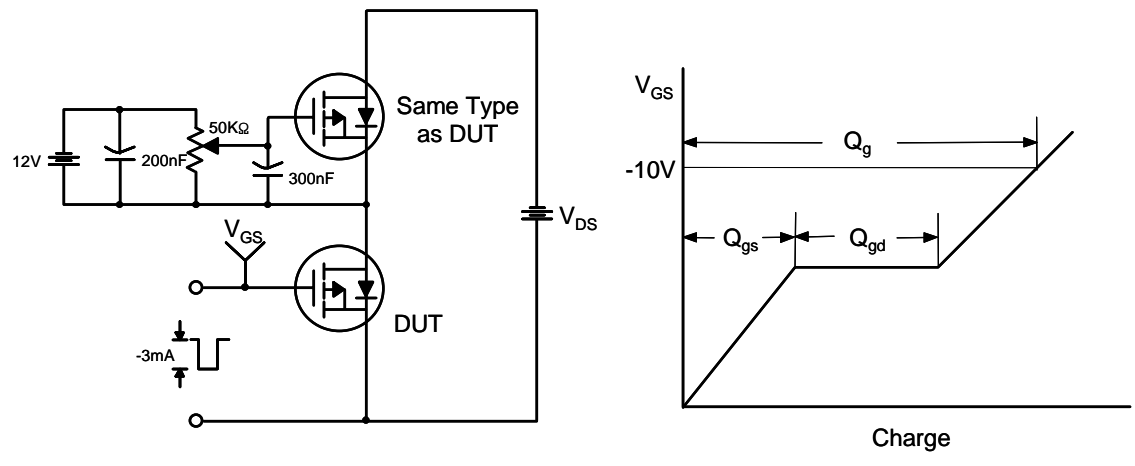 Same Type
as DUT
50KΩ
12V
200nF
300nF
V_GS
V_DS
DUT
-3mA
V_GS
Q_g
-10V
Q_gs
Q_gd
Charge